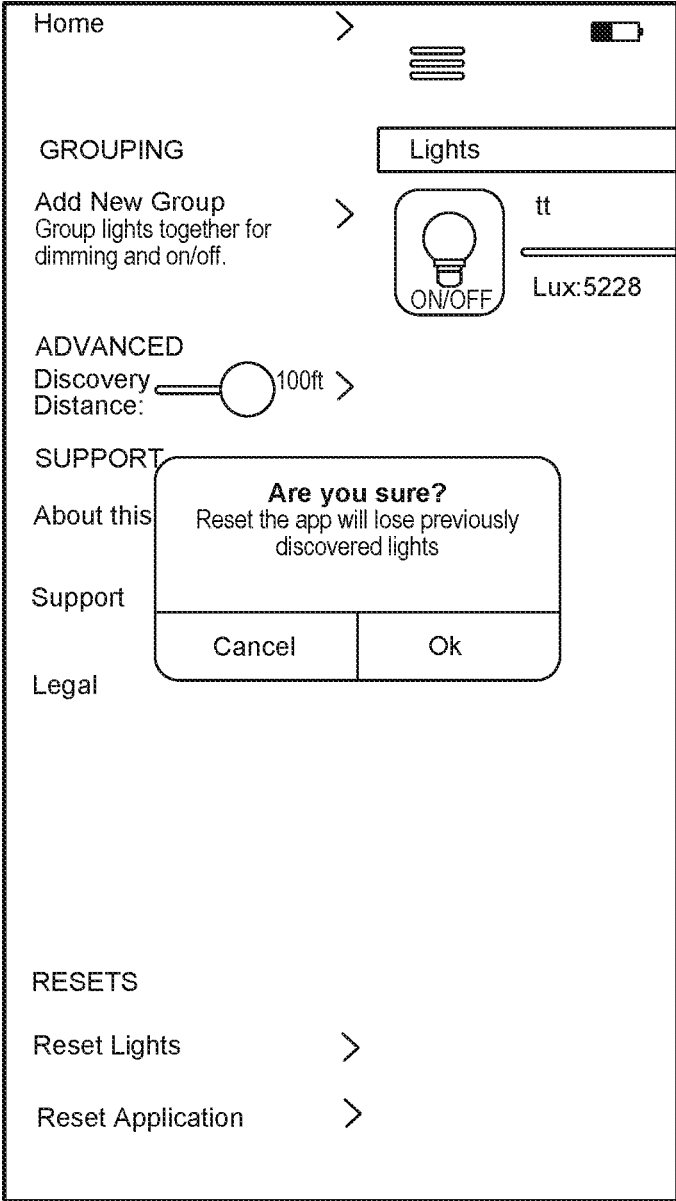 Home
GROUPING
Lights
Add New Group
Group lights together for
dimming and on/off.
tt
ON/OFF
Lux:5228
ADVANCED
Discovery
Distance:
100ft
SUPPORT
About this
Are you sure?
Reset the app will lose previously
discovered lights
Cancel
Ok
Support
Legal
RESETS
Reset Lights
Reset Application